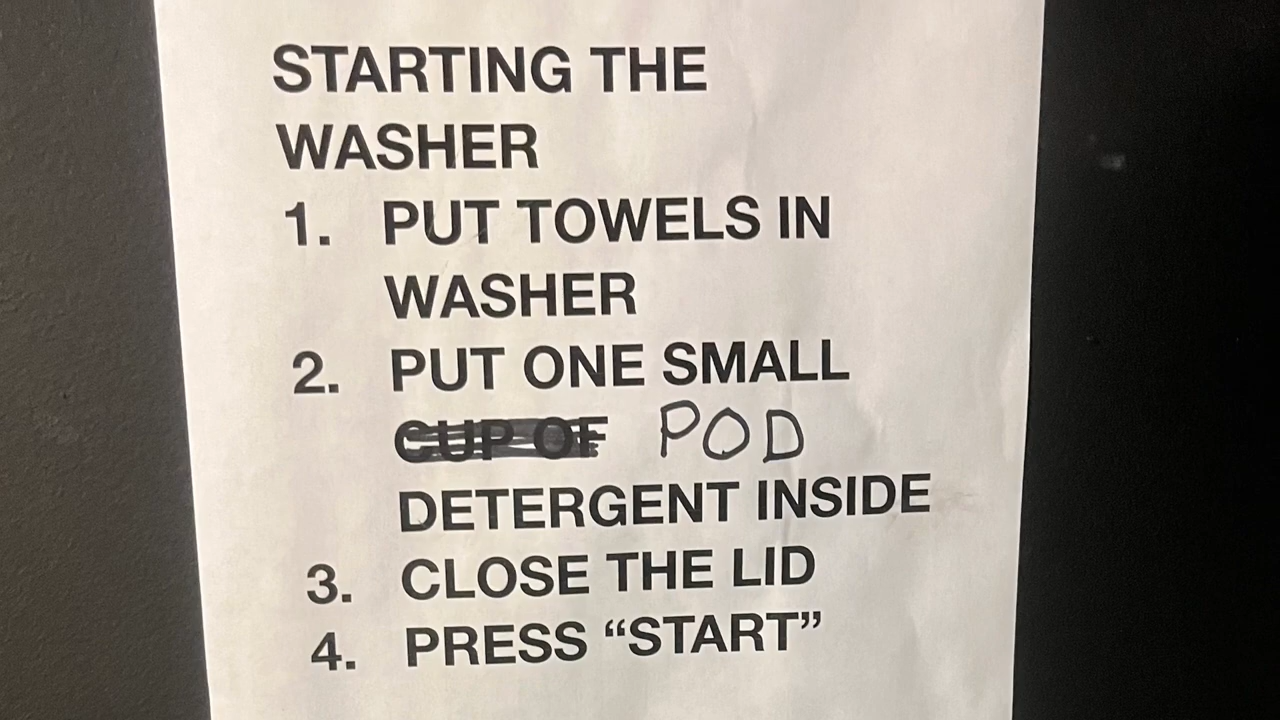 STARTING THE
WASHER
1. PUT TOWELS IN
WASHER
2. PUT ONE SMALL
CUP OF POD
DETERGENT INSIDE
3. CLOSE THE LID
4. PRESS “START”